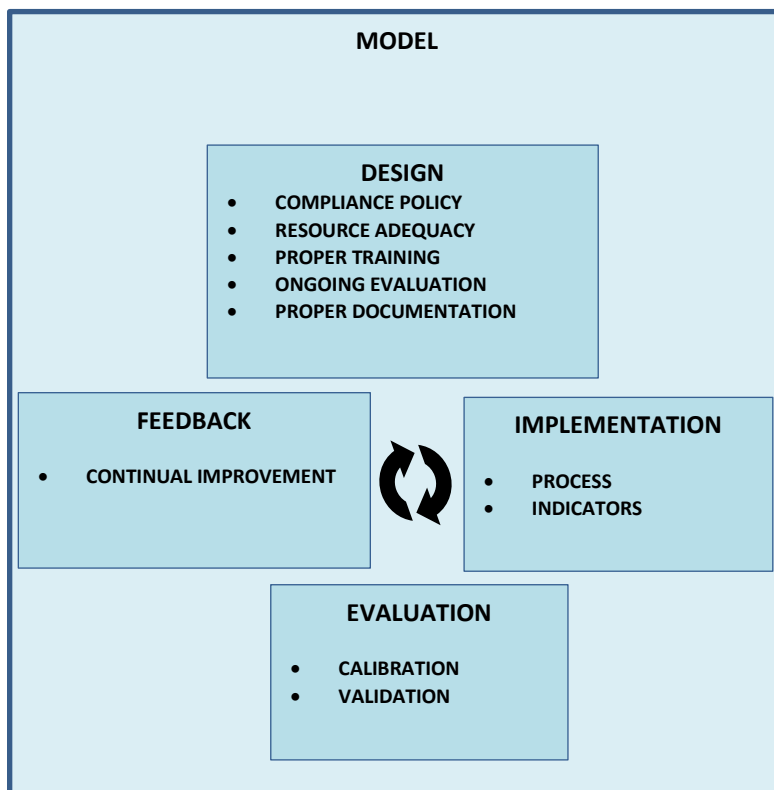 MODEL
DESIGN
• COMPLIANCE POLICY
• RESOURCE ADEQUACY
• PROPER TRAINING
• ONGOING EVALUATION
• PROPER DOCUMENTATION
FEEDBACK
• CONTINUAL IMPROVEMENT
IMPLEMENTATION
• PROCESS
• INDICATORS
EVALUATION
• CALIBRATION
• VALIDATION